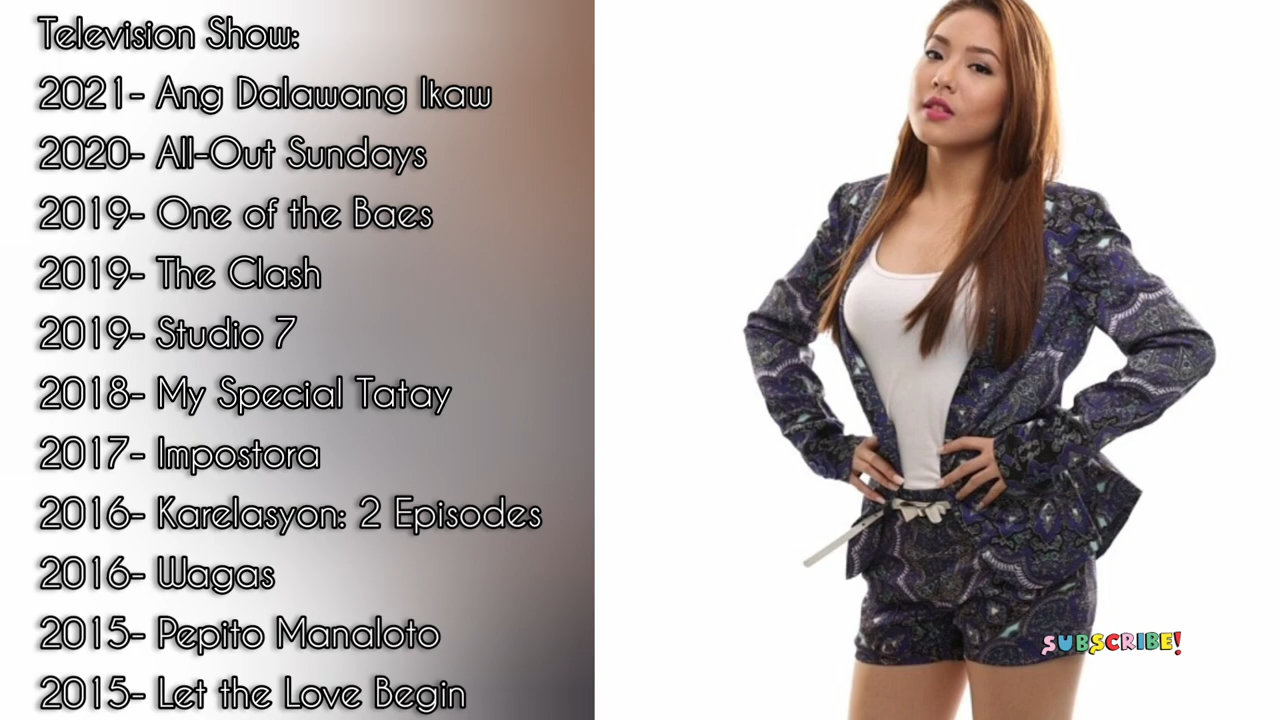 Television Show:
2021- Ang Dalawang Ikaw
2020- All-Out Sundays
2019- One of the Baes
2019- The Clash
2019- Studio 7
2018- My Special Tatay
2017- Impostora
2016- Karelasyon: 2 Episodes
2016- Wagas
2015- Pepito Manaloto
2015- Let the Love Begin
SUBSCRIBE!